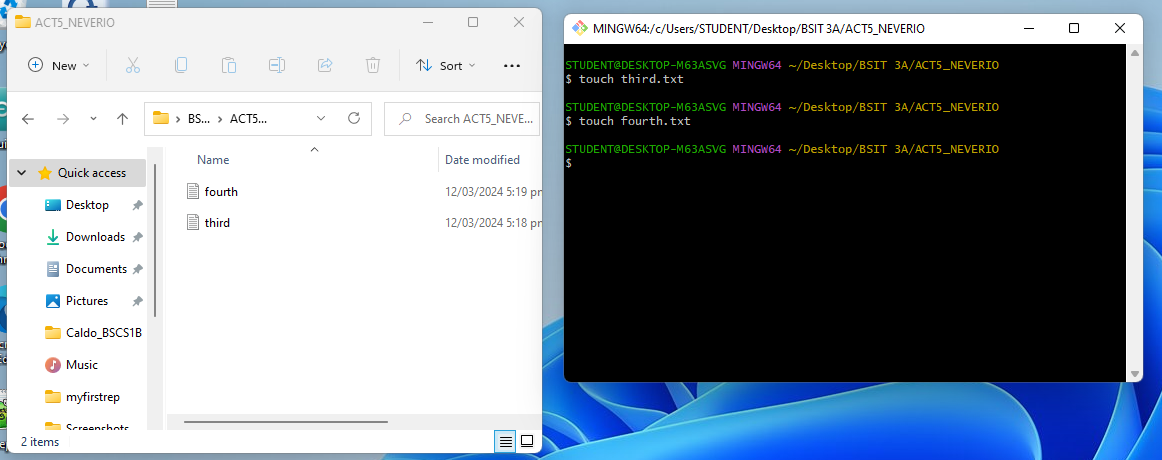 ACT5_NEVERIO
New
Sort
BS... ACT5...
Search ACT5_NEVE...
Name Date modified
Quick access
fourth 12/03/2024 5:19 pr
third 12/03/2024 5:18 pr
Desktop
Downloads
Documents
Pictures
Caldo_BSCS1B
Music
myfirstrep
Screenshots
2 items
MINGW64:/c/Users/STUDENT/Desktop/BSIT 3A/ACT5_NEVERIO
STUDENT@DESKTOP-M63ASVG MINGW64 ~/Desktop/BSIT 3A/ACT5_NEVERIO
$ touch third.txt
STUDENT@DESKTOP-M63ASVG MINGW64 ~/Desktop/BSIT 3A/ACT5_NEVERIO
$ touch fourth.txt
STUDENT@DESKTOP-M63ASVG MINGW64 ~/Desktop/BSIT 3A/ACT5_NEVERIO
$